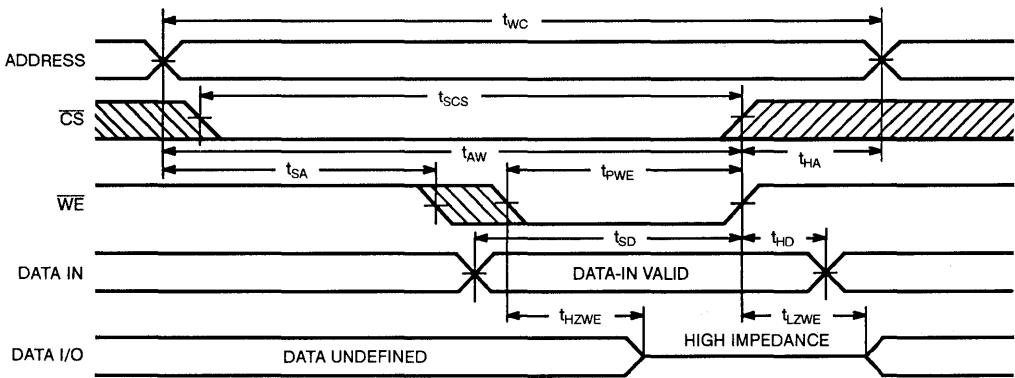 tWC
ADDRESS
tSCS
CS
tAW
tHA
tSA
tPWE
WE
tSD
tHD
DATA IN
DATA-IN VALID
tHZWE
tLZWE
HIGH IMPEDANCE
DATA I/O
DATA UNDEFINED